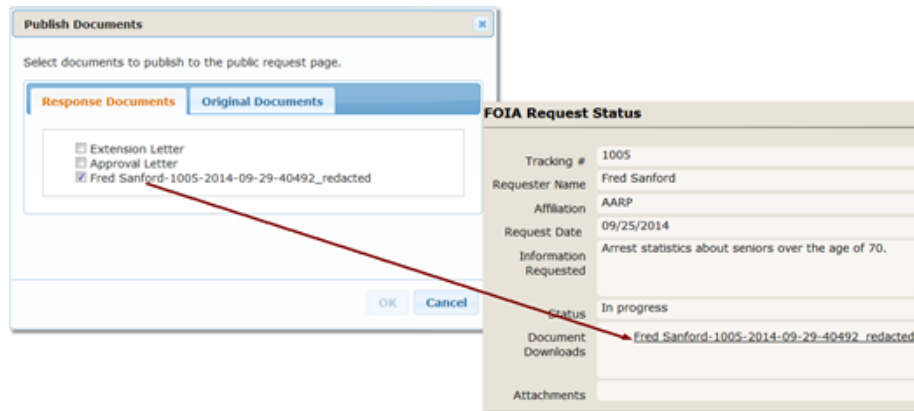 Publish Documents
Select documents to publish to the public request page.
Response Documents
Original Documents
Extension Letter
Approval Letter
Fred Sanford-1005-2014-09-29-40492_redacted
OK
Cancel
FOIA Request Status
Tracking # 1005
Requester Name Fred Sanford
Affiliation AARP
Request Date 09/25/2014
Information Arrest statistics about seniors over the age of 70.
Requested
Status In progress
Document Fred Sanford-1005-2014-09-29-40492_redacted
Downloads
Attachments